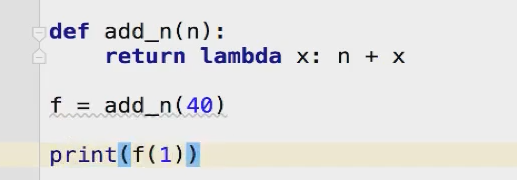 def add_n(n):
    return lambda x: n + x
f = add_n(40)
print(f(1))